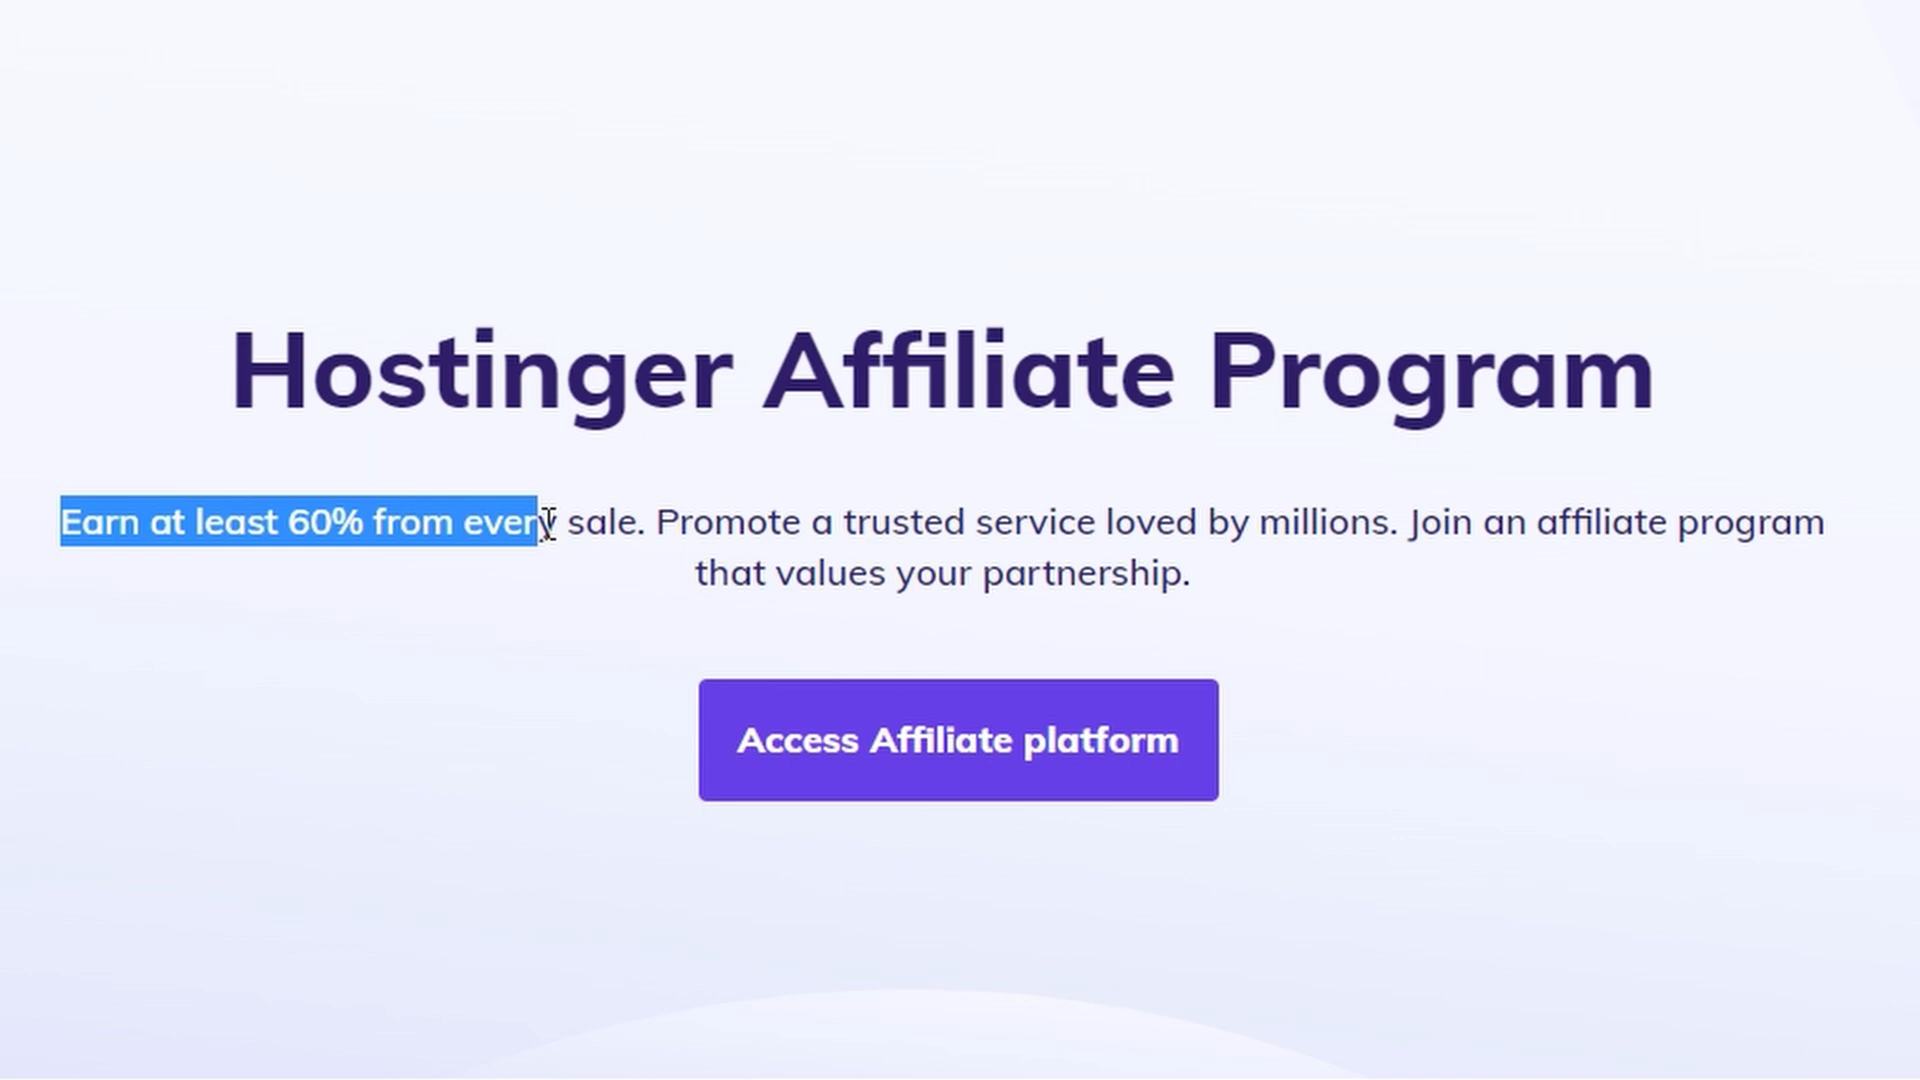 Hostinger Affiliate Program
Earn at least 60% from every sale. Promote a trusted service loved by millions. Join an affiliate program
that values your partnership.
Access Affiliate platform